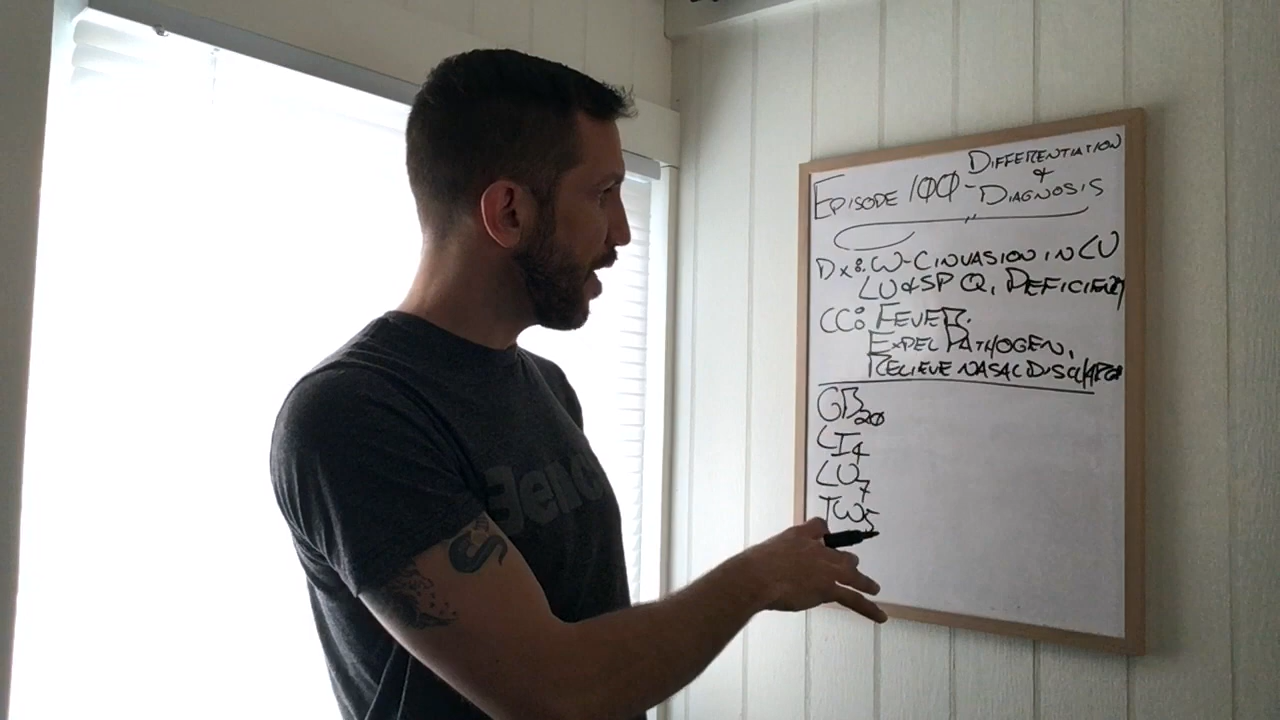 DIFFERENTIATION
&
EPISODE 100 - DIAGNOSIS
Dx: W-C INVASION IN LU
LU & SP Q, DEFICIENCY
CC: FEVER.
EXPEL PATHOGEN,
RELIEVE NASAL DISCHARGE
GB20
LI4
LU7
TW5
Bench